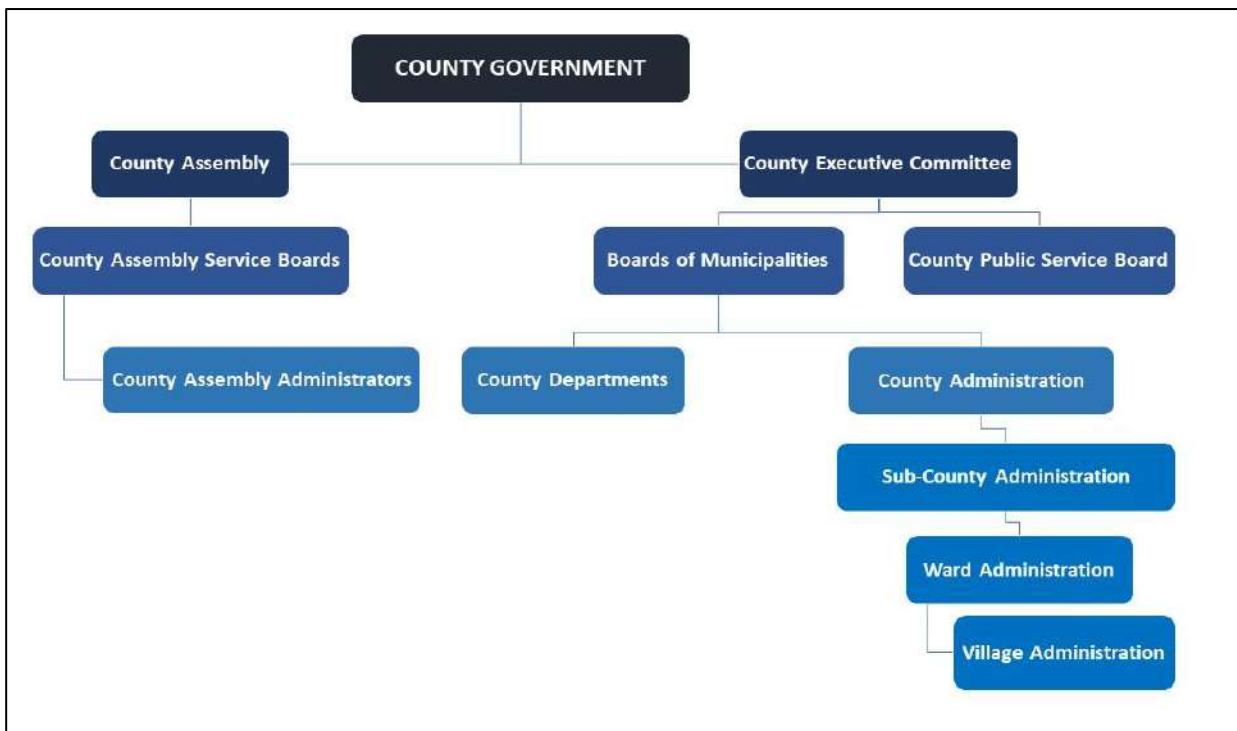 COUNTY GOVERNMENT
County Assembly
County Executive Committee
County Assembly Service Boards
Boards of Municipalities
County Public Service Board
County Assembly Administrators
County Departments
County Administration
Sub-County Administration
Ward Administration
Village Administration